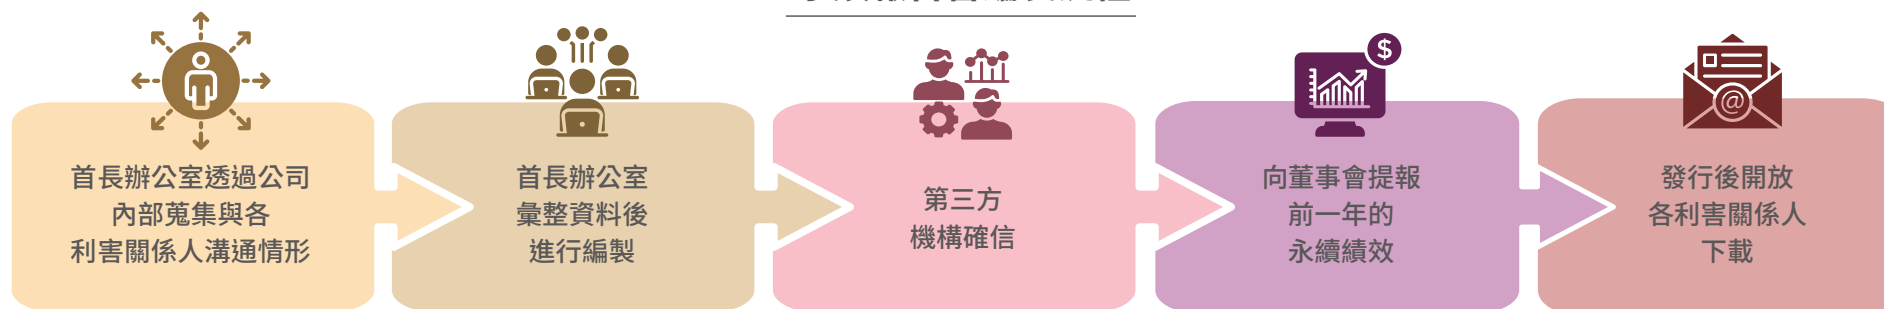 首長辦公室透過公司
內部蒐集與各
利害關係人溝通情形
首長辦公室
彙整資料後
進行編製
第三方
機構確信
向董事會提報
前一年的
永續績效
$
發行後開放
各利害關係人
下載
@